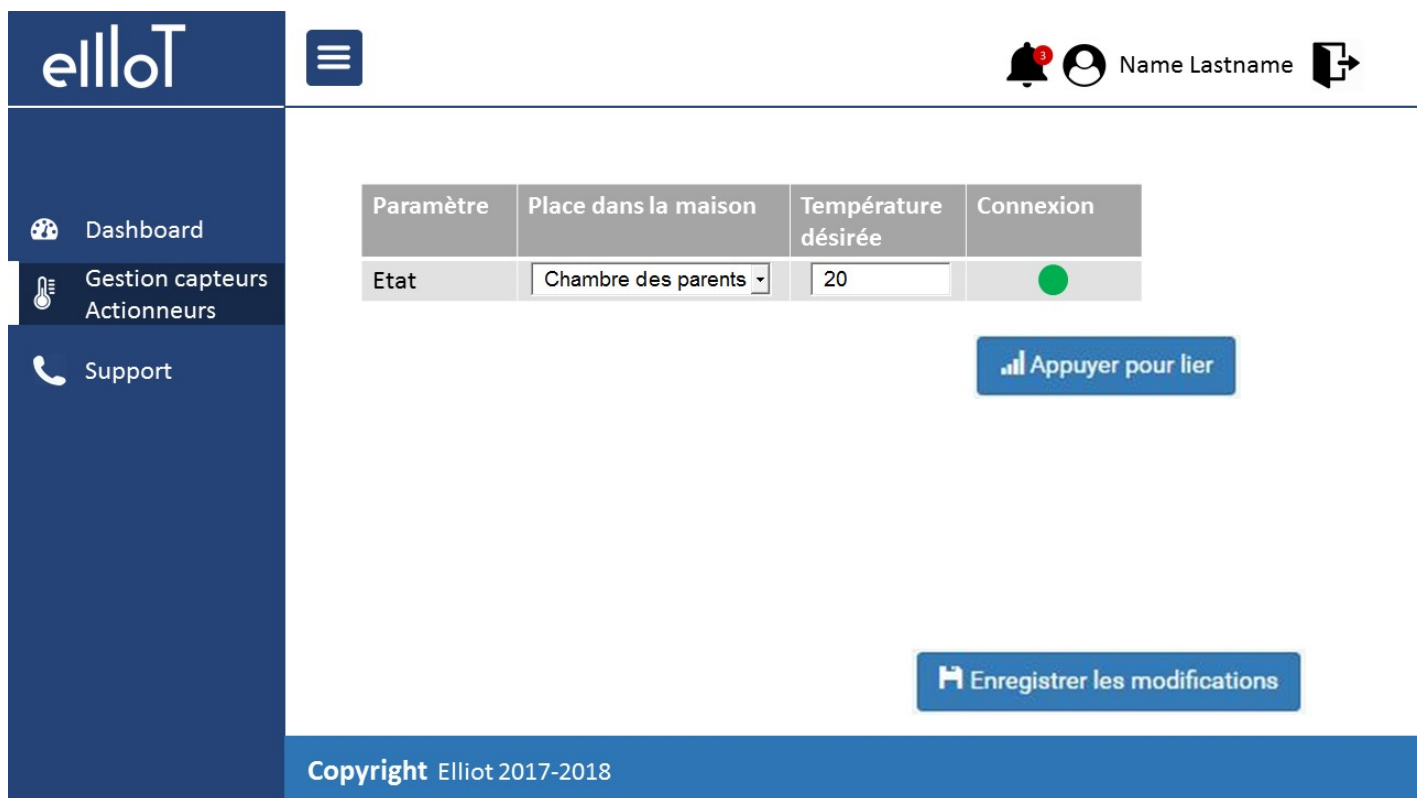 elIIoT
3
Name Lastname
Dashboard
Gestion capteurs
Actionneurs
Support
Paramètre Place dans la maison Température désirée Connexion
Etat Chambre des parents 20
Appuyer pour lier
Enregistrer les modifications
Copyright Elliot 2017-2018